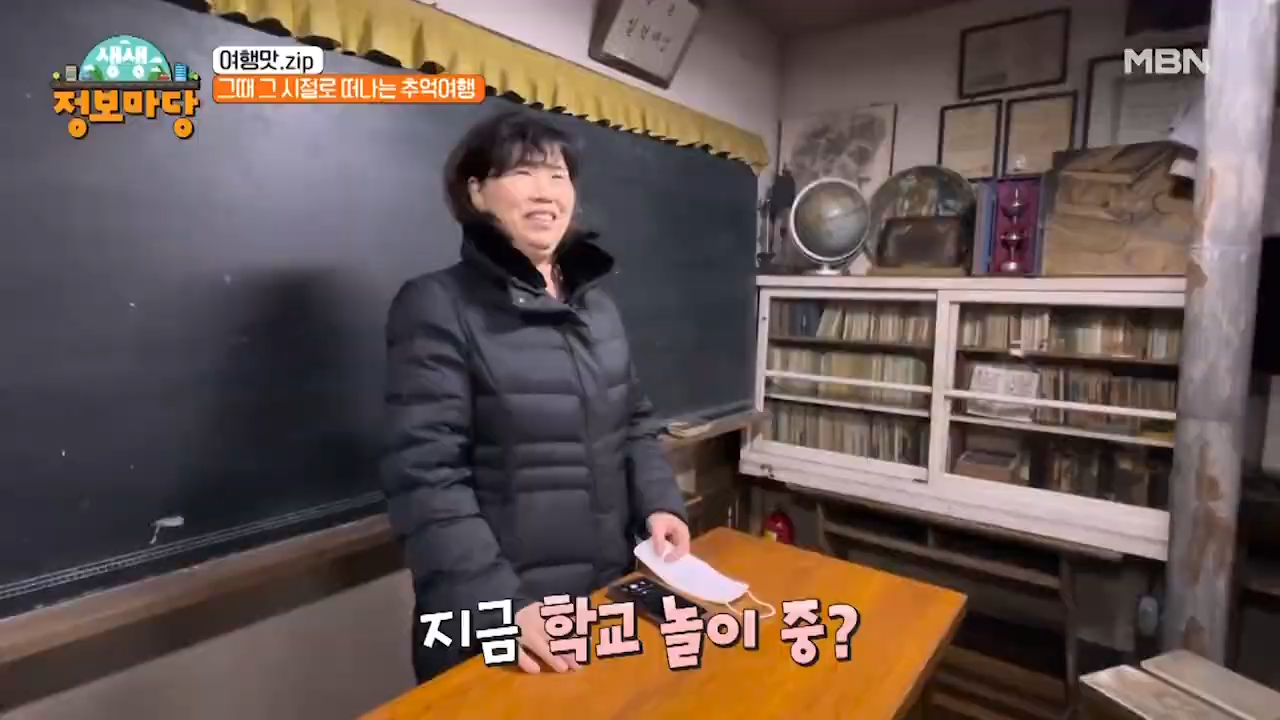 생생
정보마당
여행맛.zip
그때 그 시절로 떠나는 추억여행
MBN
지금 학교 놀이 중?